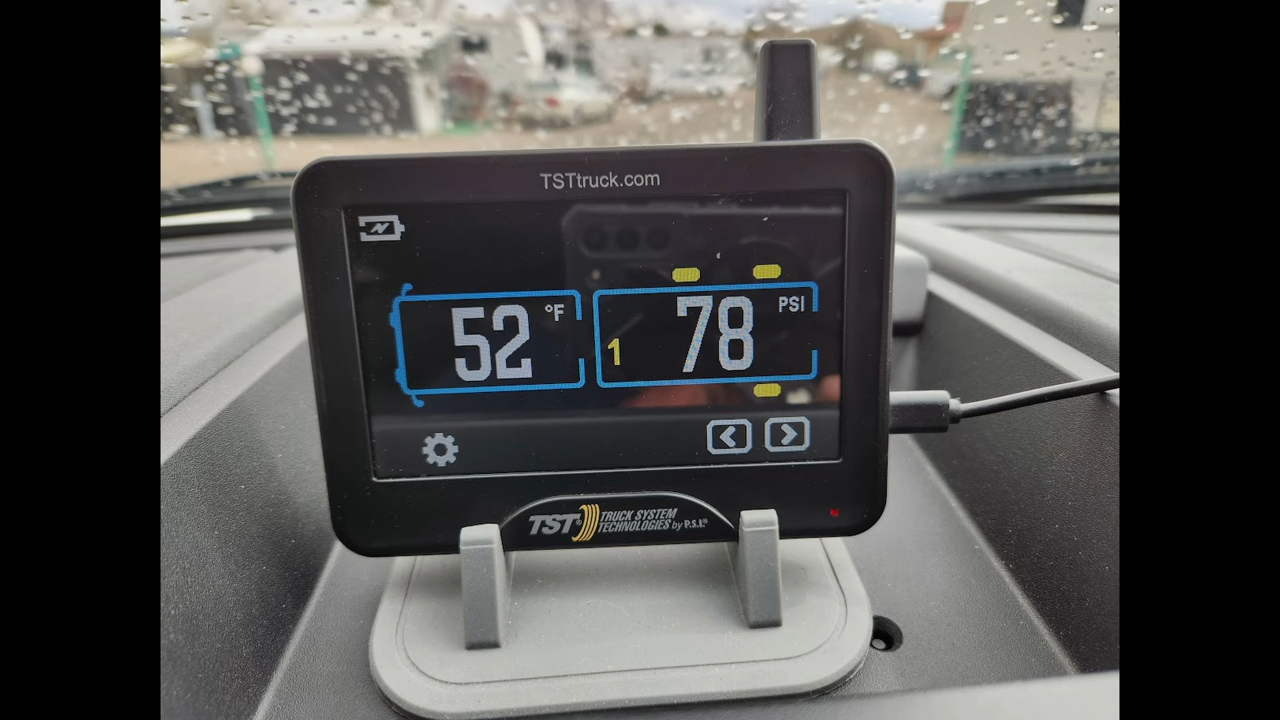 TSTtruck.com
52 °F
1 78 PSI
TST® TRUCK SYSTEM
TECHNOLOGIES by P.S.I.®